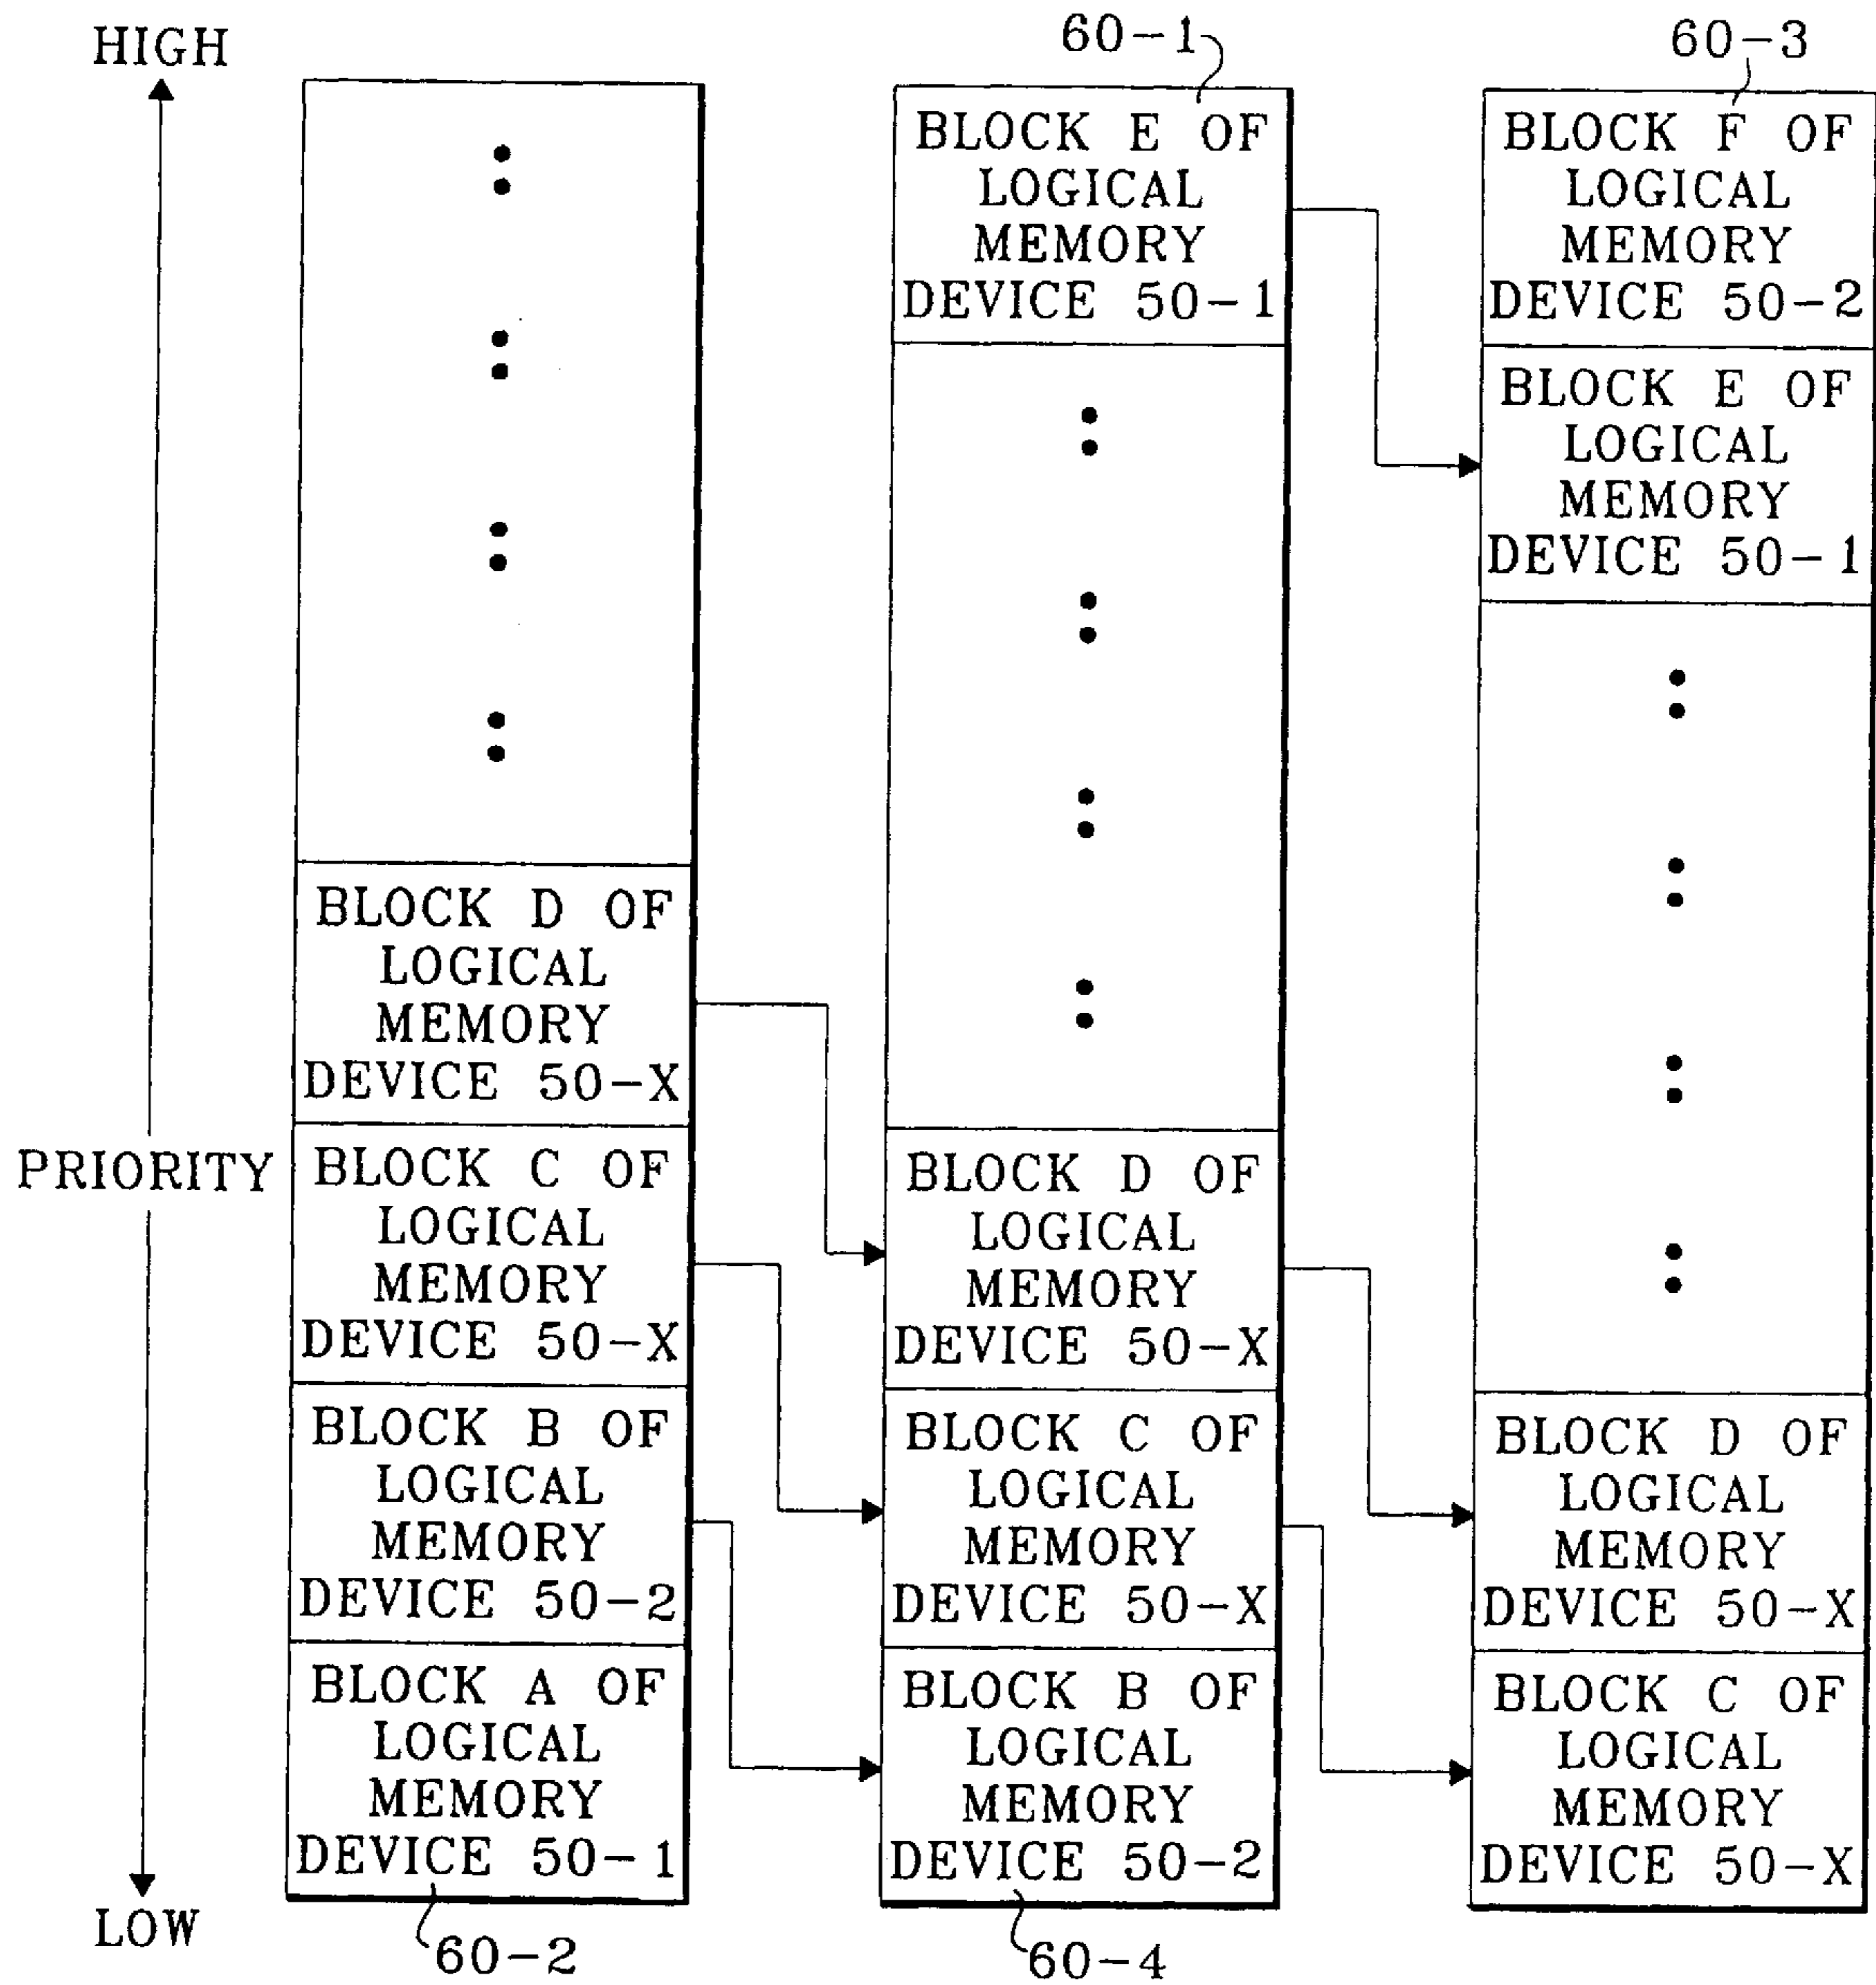 HIGH
PRIORITY
LOW
BLOCK D OF
LOGICAL
MEMORY
DEVICE 50-X
BLOCK C OF
LOGICAL
MEMORY
DEVICE 50-X
BLOCK B OF
LOGICAL
MEMORY
DEVICE 50-2
BLOCK A OF
LOGICAL
MEMORY
DEVICE 50-1
60-2
60-1
BLOCK E OF
LOGICAL
MEMORY
DEVICE 50-1
BLOCK D OF
LOGICAL
MEMORY
DEVICE 50-X
BLOCK C OF
LOGICAL
MEMORY
DEVICE 50-X
BLOCK B OF
LOGICAL
MEMORY
DEVICE 50-2
60-4
60-3
BLOCK F OF
LOGICAL
MEMORY
DEVICE 50-2
BLOCK E OF
LOGICAL
MEMORY
DEVICE 50-1
BLOCK D OF
LOGICAL
MEMORY
DEVICE 50-X
BLOCK C OF
LOGICAL
MEMORY
DEVICE 50-X